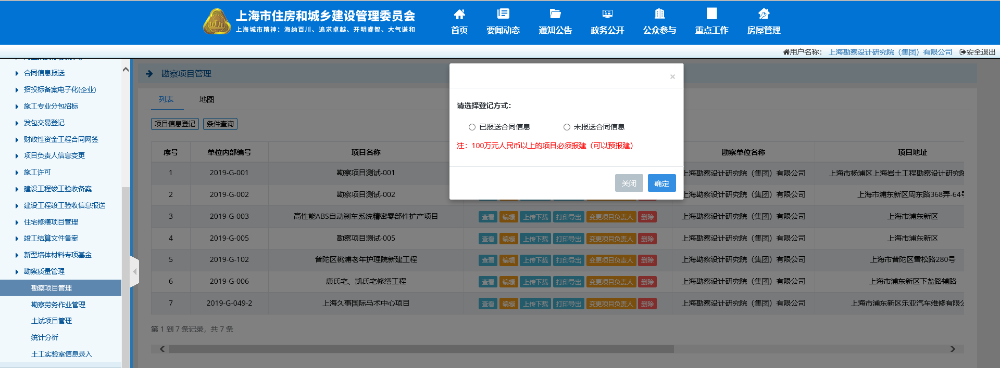 上海市住房和城乡建设管理委员会
上海城市精神：海纳百川、追求卓越、开明睿智、大气谦和
首页 要闻动态 通知公告 政务公开 公众参与 重点工作 房屋管理
用户名称： 上海勘察设计研究院（集团）有限公司 安全退出
合同信息报送
招投标备案电子化(企业)
施工专业分包招标
发包交易登记
财政性资金工程合同网签
项目负责人信息变更
施工许可
建设工程竣工验收备案
建设工程竣工验收信息报送
住宅修缮项目管理
竣工结算文件备案
新型墙体材料专项基金
勘察质量管理
勘察项目管理
勘察劳务作业管理
土试项目管理
统计分析
土工实验室信息录入
勘察项目管理
列表 地图
项目信息登记 条件查询
序号 单位内部编号 项目名称 勘察单位名称 项目地址
1 2019-G-001 勘察项目测试-001 上海勘察设计研究院（集团）有限公司 上海市杨浦区上海岩土工程勘察设计研究院
2 2019-G-002 勘察项目测试-002 上海勘察设计研究院（集团）有限公司 上海市浦东新区周东路368弄-64号
3 2019-G-003 高性能ABS自动刹车系统精密零部件扩产项目 查看 编辑 上传下载 打印导出 变更项目负责人 删除 上海勘察设计研究院（集团）有限公司 上海市浦东新区
4 2019-G-005 勘察项目测试-005 查看 编辑 上传下载 打印导出 变更项目负责人 删除 上海勘察设计研究院（集团）有限公司 上海市浦东新区
5 2019-G-102 普陀区桃浦老年护理院新建工程 查看 编辑 上传下载 打印导出 变更项目负责人 删除 上海勘察设计研究院（集团）有限公司 上海市普陀区雪松路280号
6 2019-G-006 康氏宅、凯氏宅修缮工程 查看 编辑 上传下载 打印导出 变更项目负责人 删除 上海勘察设计研究院（集团）有限公司 上海市浦东新区下盐路辅路
7 2019-G-049-2 上海久事国际马术中心项目 查看 编辑 上传下载 打印导出 变更项目负责人 删除 上海勘察设计研究院（集团）有限公司 上海市浦东新区乐亚汽车维修有限公
第 1 到 7 条记录，共 7 条
×
请选择登记方式：
已报送合同信息 未报送合同信息
注：100万元人民币以上的项目必须报建（可以预报建）
关闭 确定